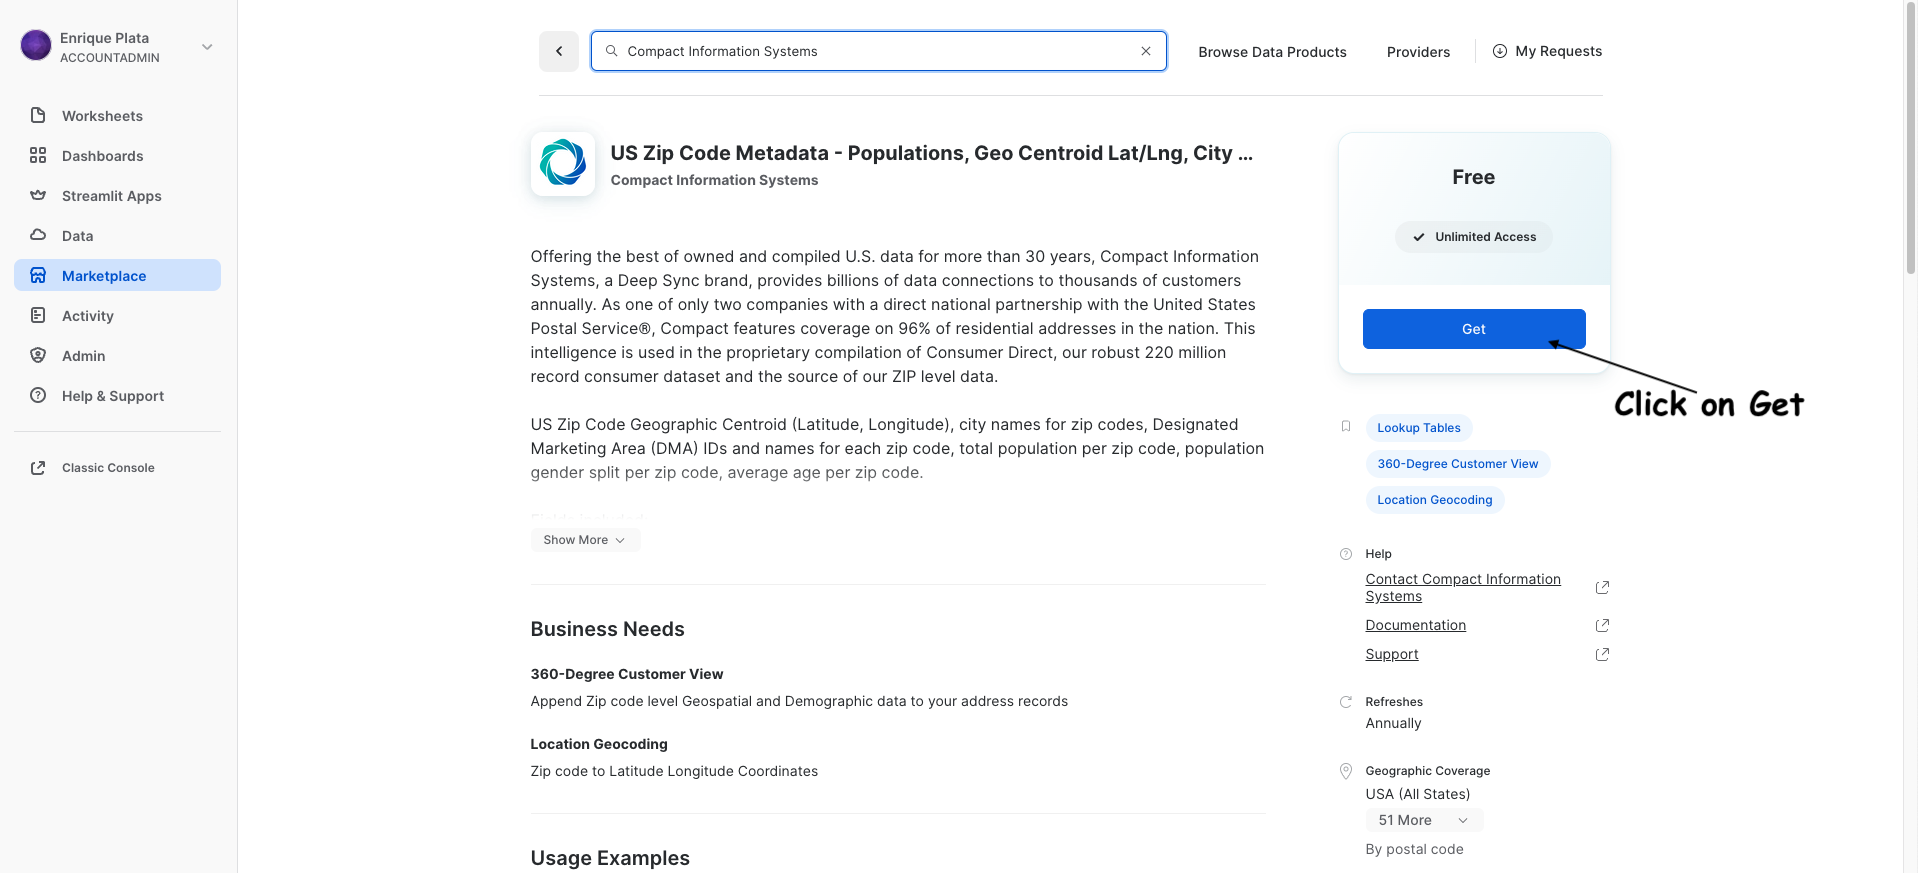 Enrique Plata
ACCOUNTADMIN
Worksheets
Dashboards
Streamlit Apps
Data
Marketplace
Activity
Admin
Help & Support
Classic Console
Compact Information Systems
Browse Data Products
Providers
My Requests
US Zip Code Metadata - Populations, Geo Centroid Lat/Lng, City ...
Compact Information Systems
Offering the best of owned and compiled U.S. data for more than 30 years, Compact Information
Systems, a Deep Sync brand, provides billions of data connections to thousands of customers
annually. As one of only two companies with a direct national partnership with the United States
Postal Service®, Compact features coverage on 96% of residential addresses in the nation. This
intelligence is used in the proprietary compilation of Consumer Direct, our robust 220 million
record consumer dataset and the source of our ZIP level data.
US Zip Code Geographic Centroid (Latitude, Longitude), city names for zip codes, Designated
Marketing Area (DMA) IDs and names for each zip code, total population per zip code, population
gender split per zip code, average age per zip code.
Fields included
Show More
Business Needs
360-Degree Customer View
Append Zip code level Geospatial and Demographic data to your address records
Location Geocoding
Zip code to Latitude Longitude Coordinates
Usage Examples
Free
Unlimited Access
Get
Click on Get
Lookup Tables
360-Degree Customer View
Location Geocoding
Help
Contact Compact Information
Systems
Documentation
Support
Refreshes
Annually
Geographic Coverage
USA (All States)
51 More
By postal code